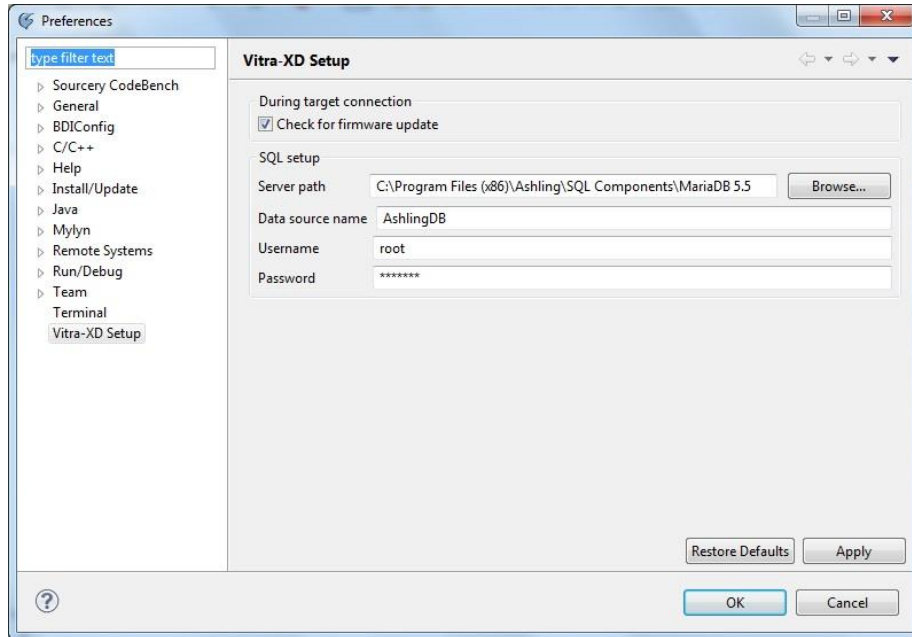 Preferences
type filter text
Sourcery CodeBench
General
BDIConfig
C/C++
Help
Install/Update
Java
Mylyn
Remote Systems
Run/Debug
Team
Terminal
Vitra-XD Setup
Vitra-XD Setup
During target connection
Check for firmware update
SQL setup
Server path C:\Program Files (x86)\Ashling\SQL Components\MariaDB 5.5 Browse...
Data source name AshlingDB
Username root
Password *******
Restore Defaults Apply
? OK Cancel